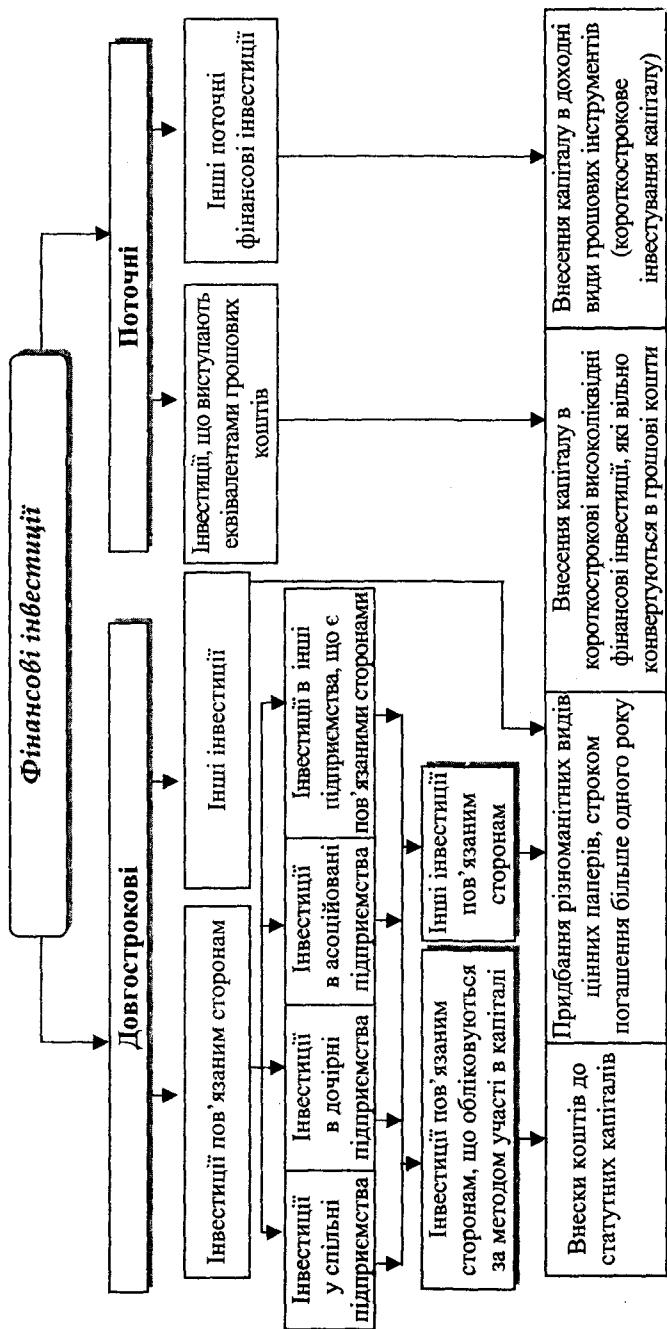 Фінансові інвестиції
Довгострокові
Поточні
Інвестиції пов’язаним сторонам
Інші інвестиції
Інвестиції, що виступають
еквівалентами грошових
коштів
Інші поточні
фінансові інвестиції
Інвестиції
у спільні
підприємства
Інвестиції
в дочірні
підприємства
Інвестиції
в асоційовані
підприємства
Інвестиції в інші
підприємства, що є
пов’язаними сторонами
Інвестиції пов’язаним
сторонам, що обліковуються
за методом участі в капіталі
Інші інвестиції
пов’язаним
сторонам
Внески коштів до
статутних капіталів
Придбання різноманітних видів
цінних паперів, строком
погашення більше одного року
Внесення капіталу в
короткострокові високоліквідні
фінансові інвестиції, які вільно
конвертуються в грошові кошти
Внесення капіталу в доходні
види грошових інструментів
(короткострокове
інвестування капіталу)